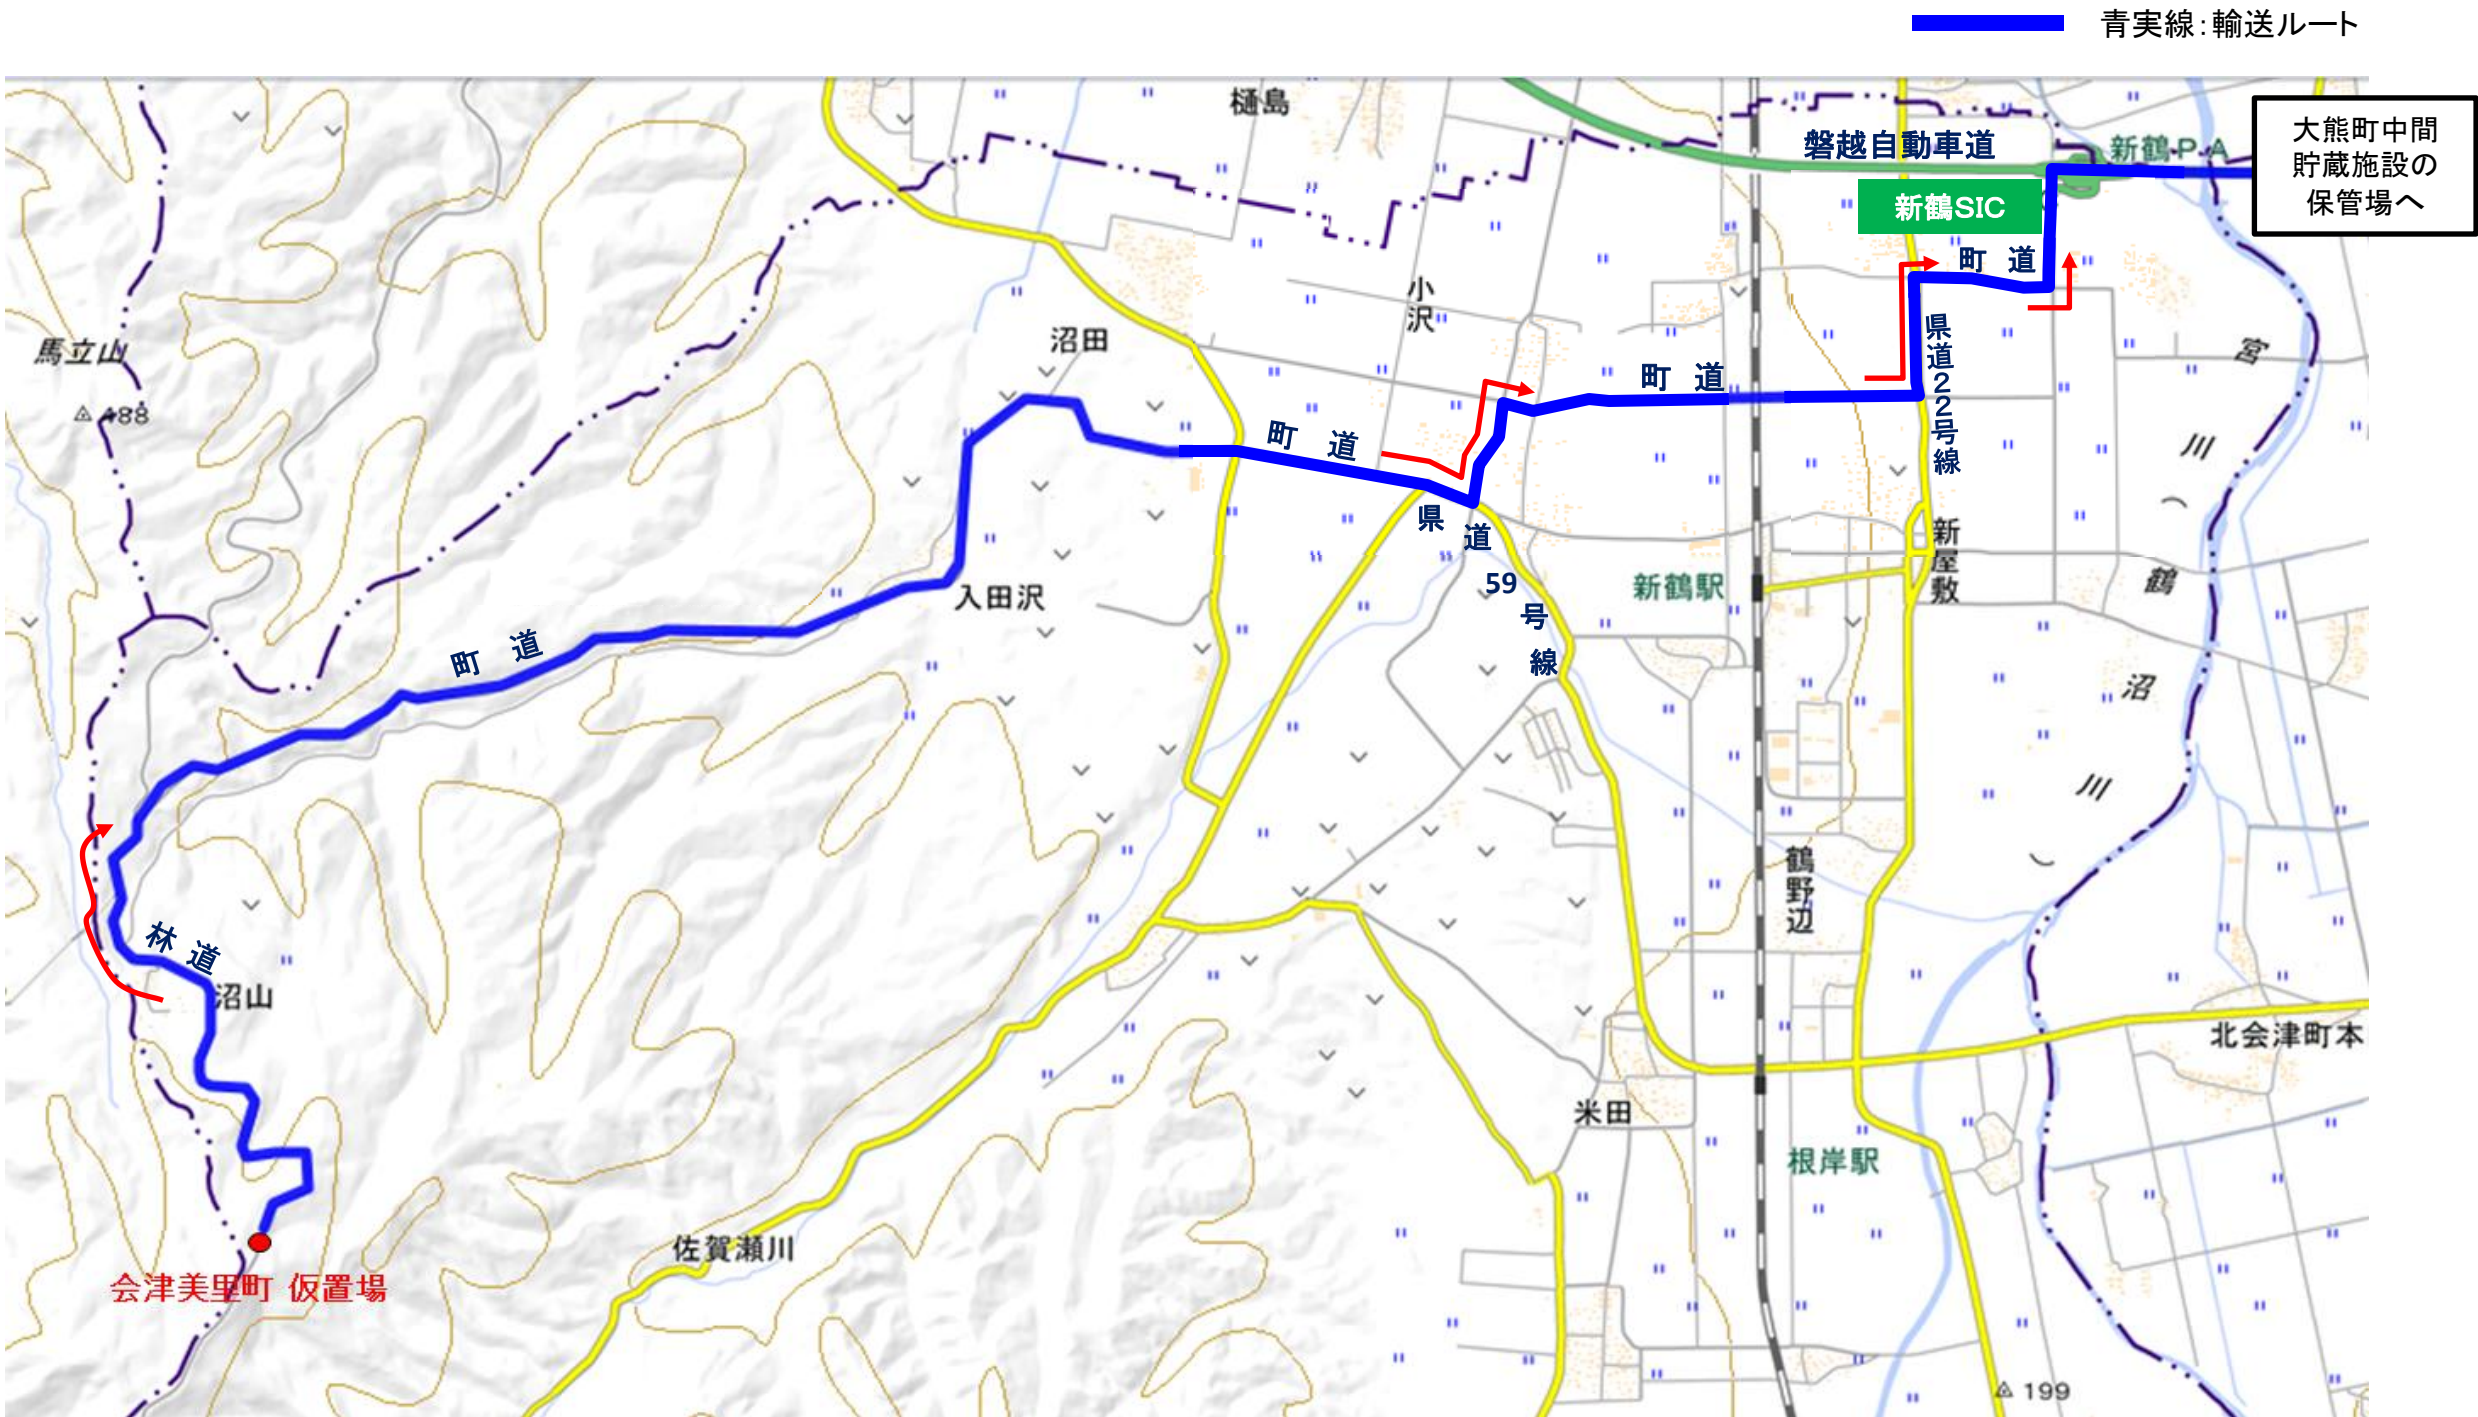 青実線：輸送ルート
樋島
磐越自動車道
新鶴P.A
大熊町中間
貯蔵施設の
保管場へ
新鶴SIC
町 道
小沢
県道22号線
宮川（鶴沼川）
馬立山
沼田
488
町 道
町 道
県道59号線
新屋敷
新鶴駅
入田沢
町 道
鶴野辺
林 道
沼山
北会津町本
米田
根岸駅
佐賀瀬川
会津美里町 仮置場
199